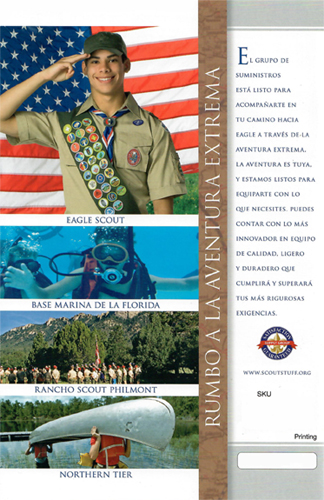 EAGLE SCOUT
BASE MARINA DE LA FLORIDA
RANCHO SCOUT PHILMONT
NORTHERN TIER
RUMBO A LA AVENTURA EXTREMA
EL GRUPO DE
SUMINISTROS
ESTÁ LISTO PARA
ACOMPAÑARTE EN
TU CAMINO HACIA
EAGLE A TRAVÉS DE LA
AVENTURA EXTREMA.
LA AVENTURA ES TUYA,
Y ESTAMOS LISTOS PARA
EQUIPARTE CON LO
QUE NECESITES. PUEDES
CONTAR CON LO MÁS
INNOVADOR EN EQUIPO
DE CALIDAD, LIGERO
Y DURADERO QUE
CUMPLIRÁ Y SUPERARÁ
TUS MÁS RIGUROSAS
EXIGENCIAS.
SATISFACTION
GUARANTEED
WWW.SCOUTSTUFF.ORG
SKU
Printing